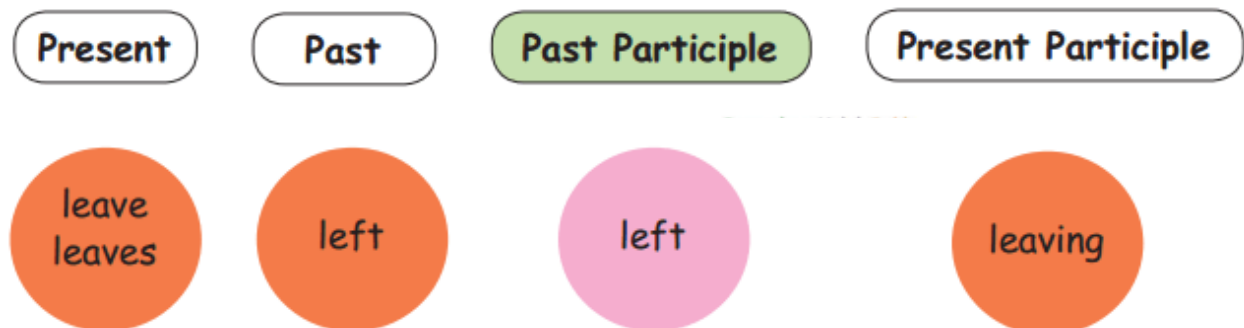 Present Past Past Participle Present Participle
leave
leaves
left
left
leaving